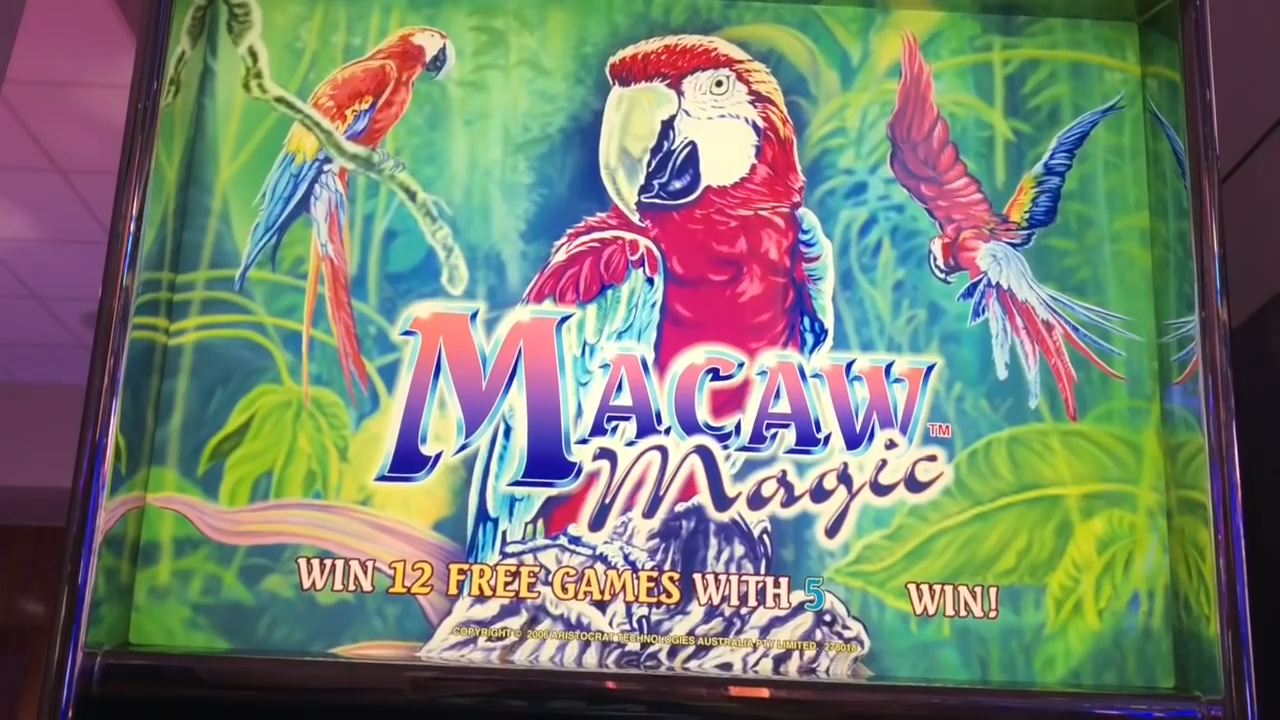 MACAW™
Magic
WIN 12 FREE GAMES WITH 5 WIN!
COPYRIGHT © 2006 ARISTOCRAT TECHNOLOGIES AUSTRALIA PTY LIMITED.